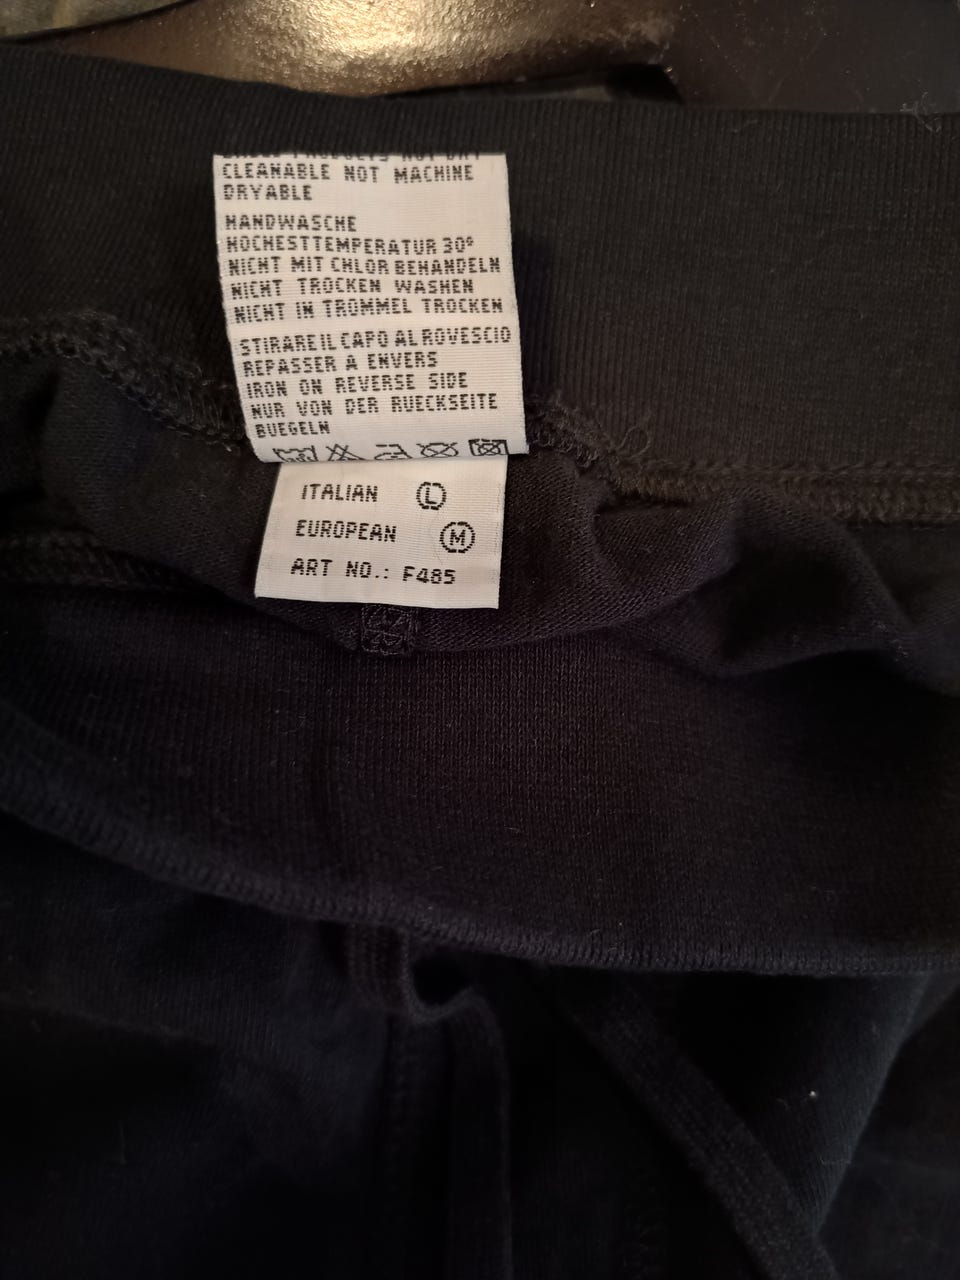 NOT DRY
CLEANABLE NOT MACHINE
DRYABLE
HANDWASCHE
HOCHESTTEMPERATUR 30°
NICHT MIT CHLOR BEHANDELN
NICHT TROCKEN WASHEN
NICHT IN TROMMEL TROCKEN
STIRARE IL CAPO AL ROVESCIO
REPASSER A ENVERS
IRON ON REVERSE SIDE
NUR VON DER RUECKSEITE
BUEGELN
ITALIAN L
EUROPEAN M
ART NO.: F485